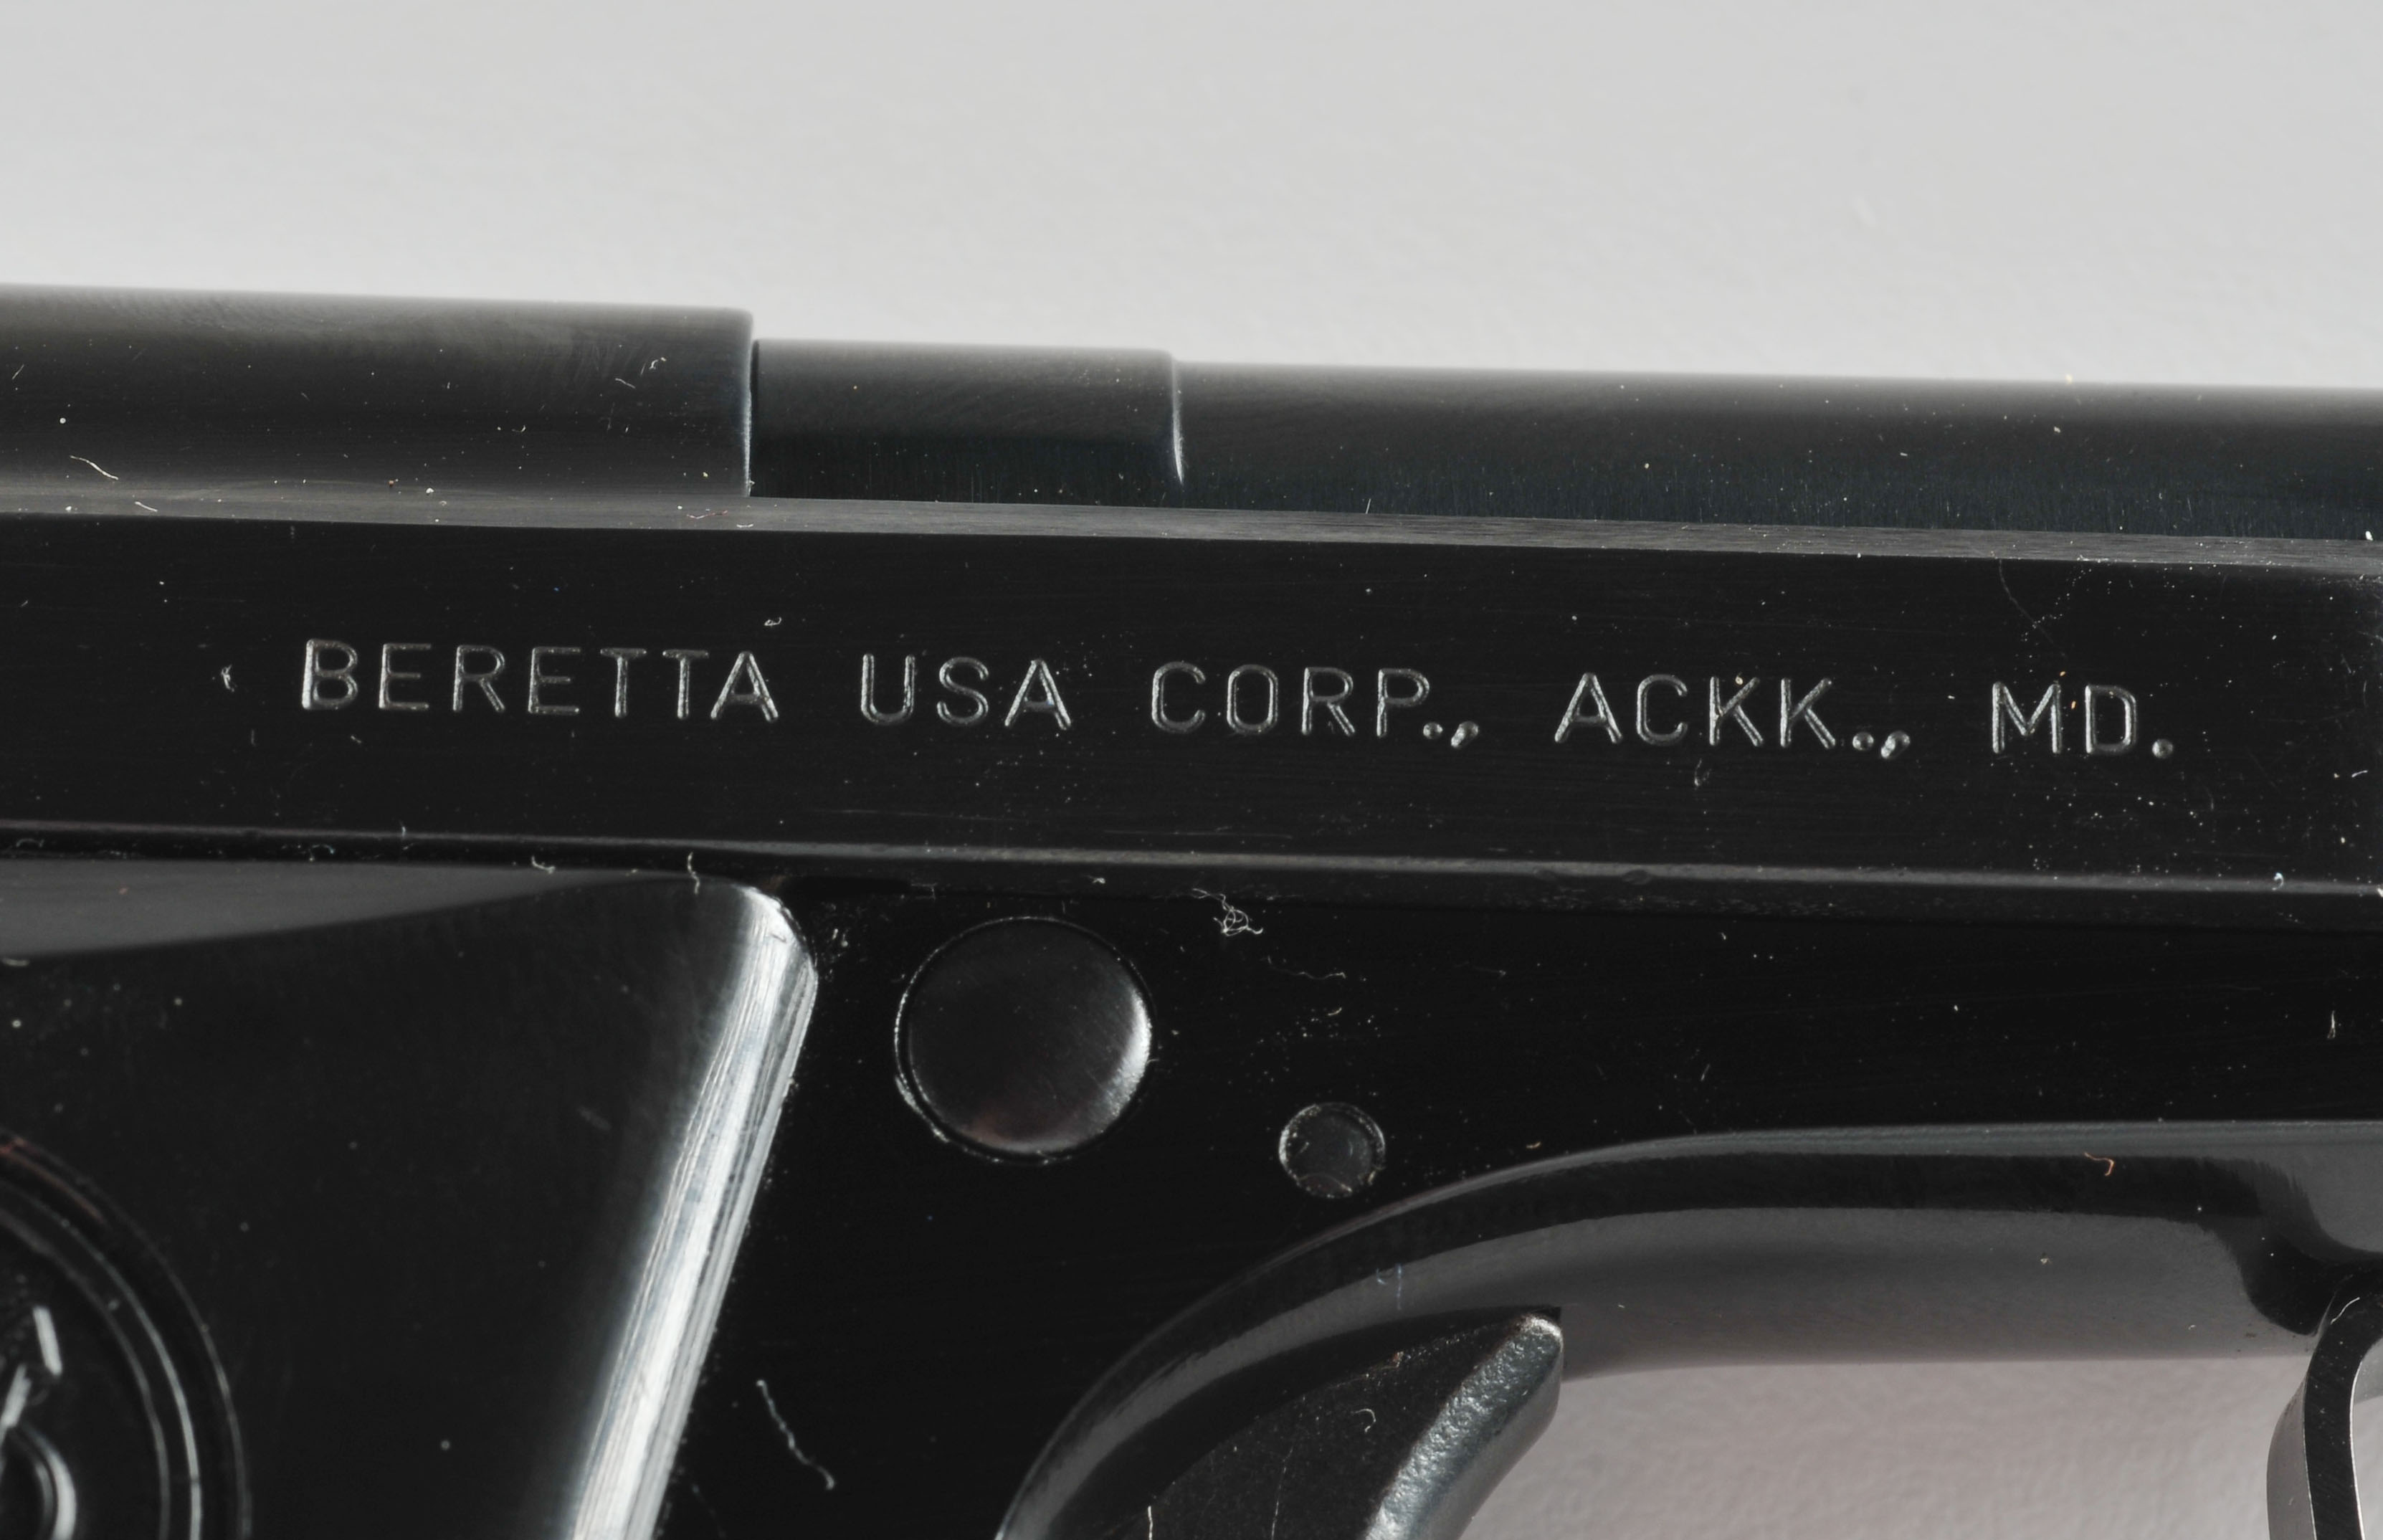 BERETTA USA CORP., ACKK., MD.